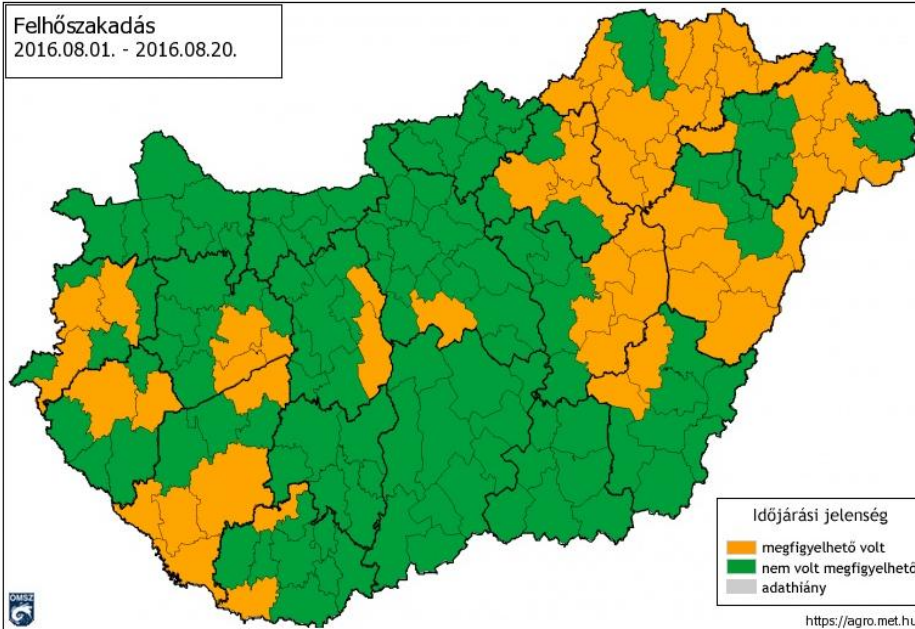 Felhőszakadás
2016.08.01. - 2016.08.20.
Időjárási jelenség
megfigyelhető volt
nem volt megfigyelhető
adathiány
OMSZ
https://agro.met.hu